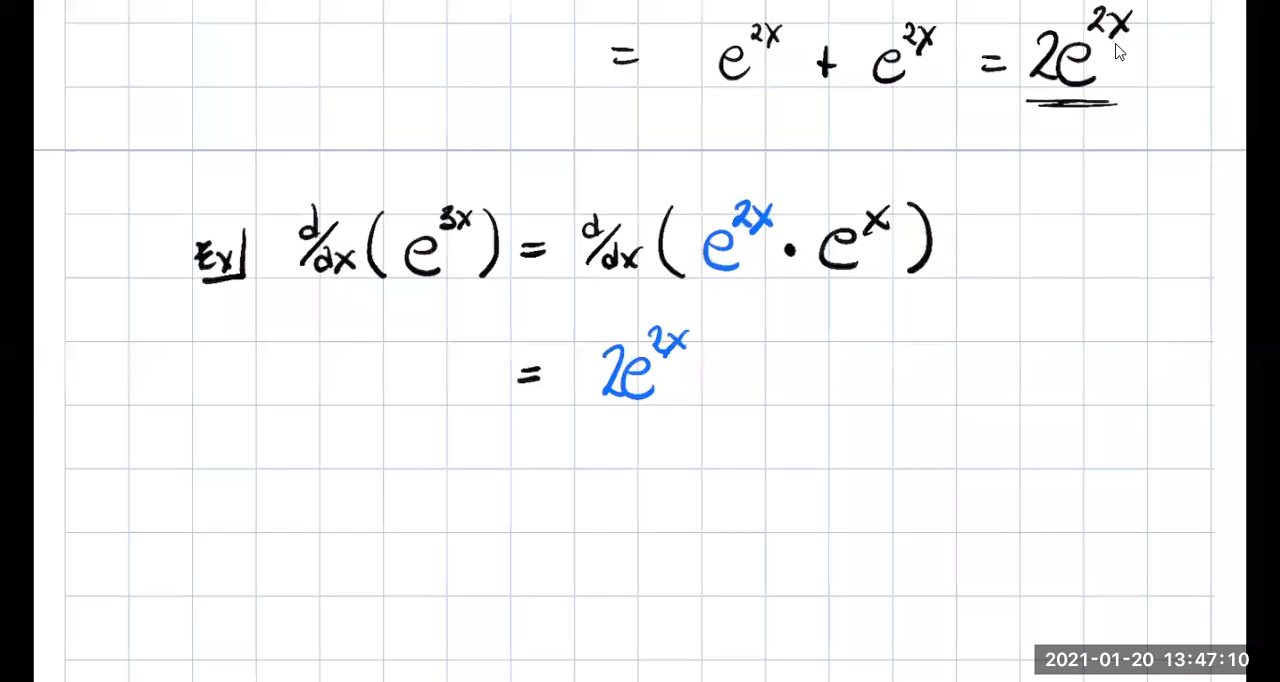 = e^{2x} + e^{2x} = 2e^{2x}
Ex] d/dx ( e^{3x} ) = d/dx ( e^{2x} · e^x )
= 2e^{2x}
2021-01-20 13:47:10